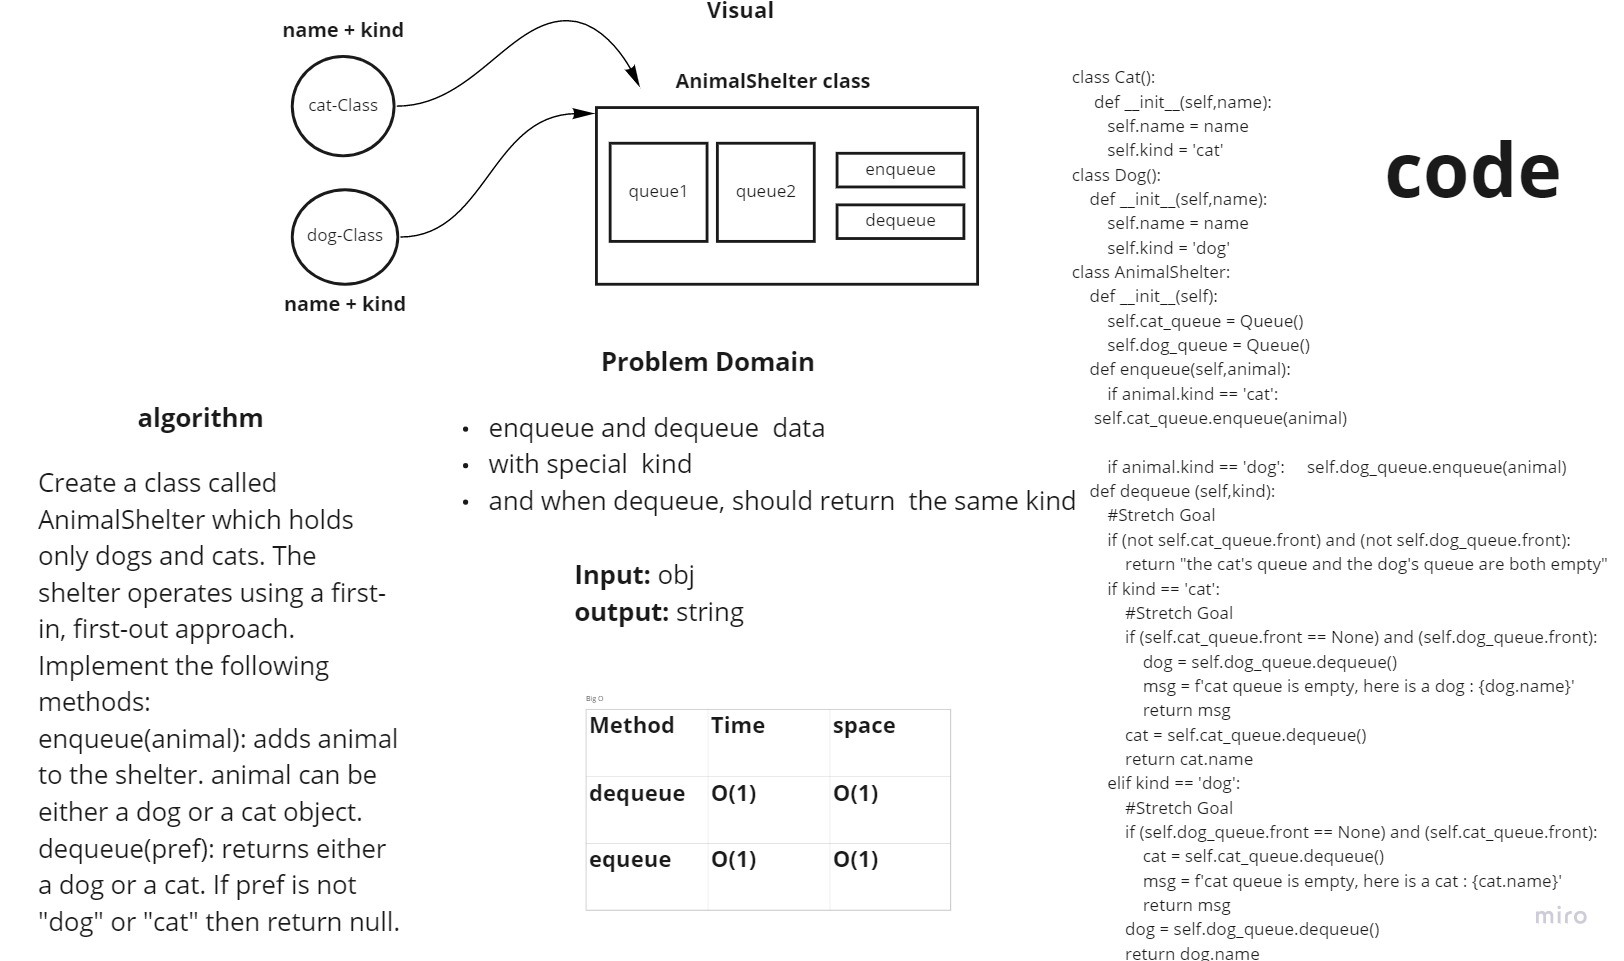 Visual
name + kind
cat-Class
dog-Class
name + kind
AnimalShelter class
queue1
queue2
enqueue
dequeue
Problem Domain
• enqueue and dequeue  data
• with special  kind
• and when dequeue, should return  the same kind
Input: obj
output: string
algorithm
Create a class called
AnimalShelter which holds
only dogs and cats. The
shelter operates using a first-
in, first-out approach.
Implement the following
methods:
enqueue(animal): adds animal
to the shelter. animal can be
either a dog or a cat object.
dequeue(pref): returns either
a dog or a cat. If pref is not
"dog" or "cat" then return null.
Big O
Method Time space
dequeue O(1) O(1)
equeue O(1) O(1)
code
class Cat():
def __init__(self,name):
self.name = name
self.kind = 'cat'
class Dog():
def __init__(self,name):
self.name = name
self.kind = 'dog'
class AnimalShelter:
def __init__(self):
self.cat_queue = Queue()
self.dog_queue = Queue()
def enqueue(self,animal):
if animal.kind == 'cat':
self.cat_queue.enqueue(animal)
if animal.kind == 'dog':     self.dog_queue.enqueue(animal)
def dequeue (self,kind):
#Stretch Goal
if (not self.cat_queue.front) and (not self.dog_queue.front):
return "the cat's queue and the dog's queue are both empty"
if kind == 'cat':
#Stretch Goal
if (self.cat_queue.front == None) and (self.dog_queue.front):
dog = self.dog_queue.dequeue()
msg = f'cat queue is empty, here is a dog : {dog.name}'
return msg
cat = self.cat_queue.dequeue()
return cat.name
elif kind == 'dog':
#Stretch Goal
if (self.dog_queue.front == None) and (self.cat_queue.front):
cat = self.cat_queue.dequeue()
msg = f'cat queue is empty, here is a cat : {cat.name}'
return msg
dog = self.dog_queue.dequeue()
return dog.name
miro